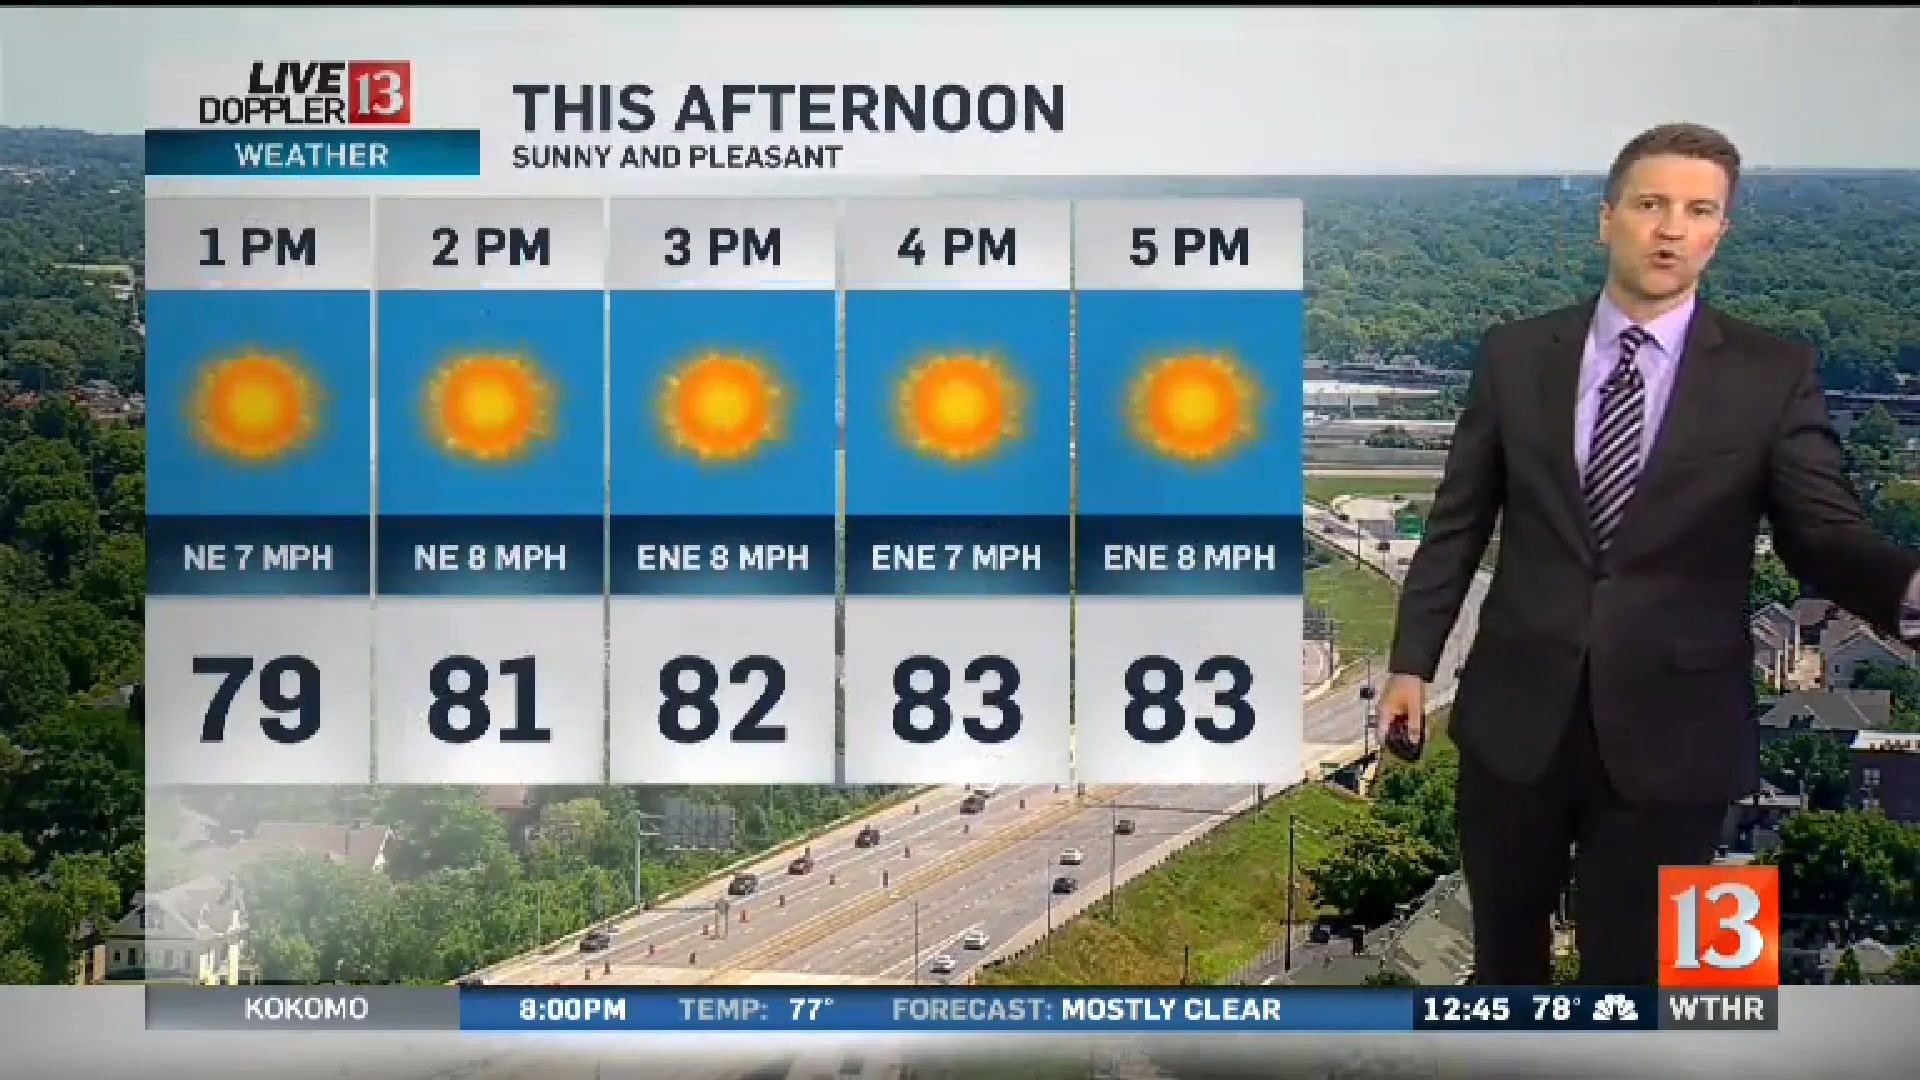 LIVE
DOPPLER 13
WEATHER
THIS AFTERNOON
SUNNY AND PLEASANT
1 PM 2 PM 3 PM 4 PM 5 PM
NE 7 MPH NE 8 MPH ENE 8 MPH ENE 7 MPH ENE 8 MPH
79 81 82 83 83
13
KOKOMO 8:00PM TEMP: 77° FORECAST: MOSTLY CLEAR 12:45 78° WTHR